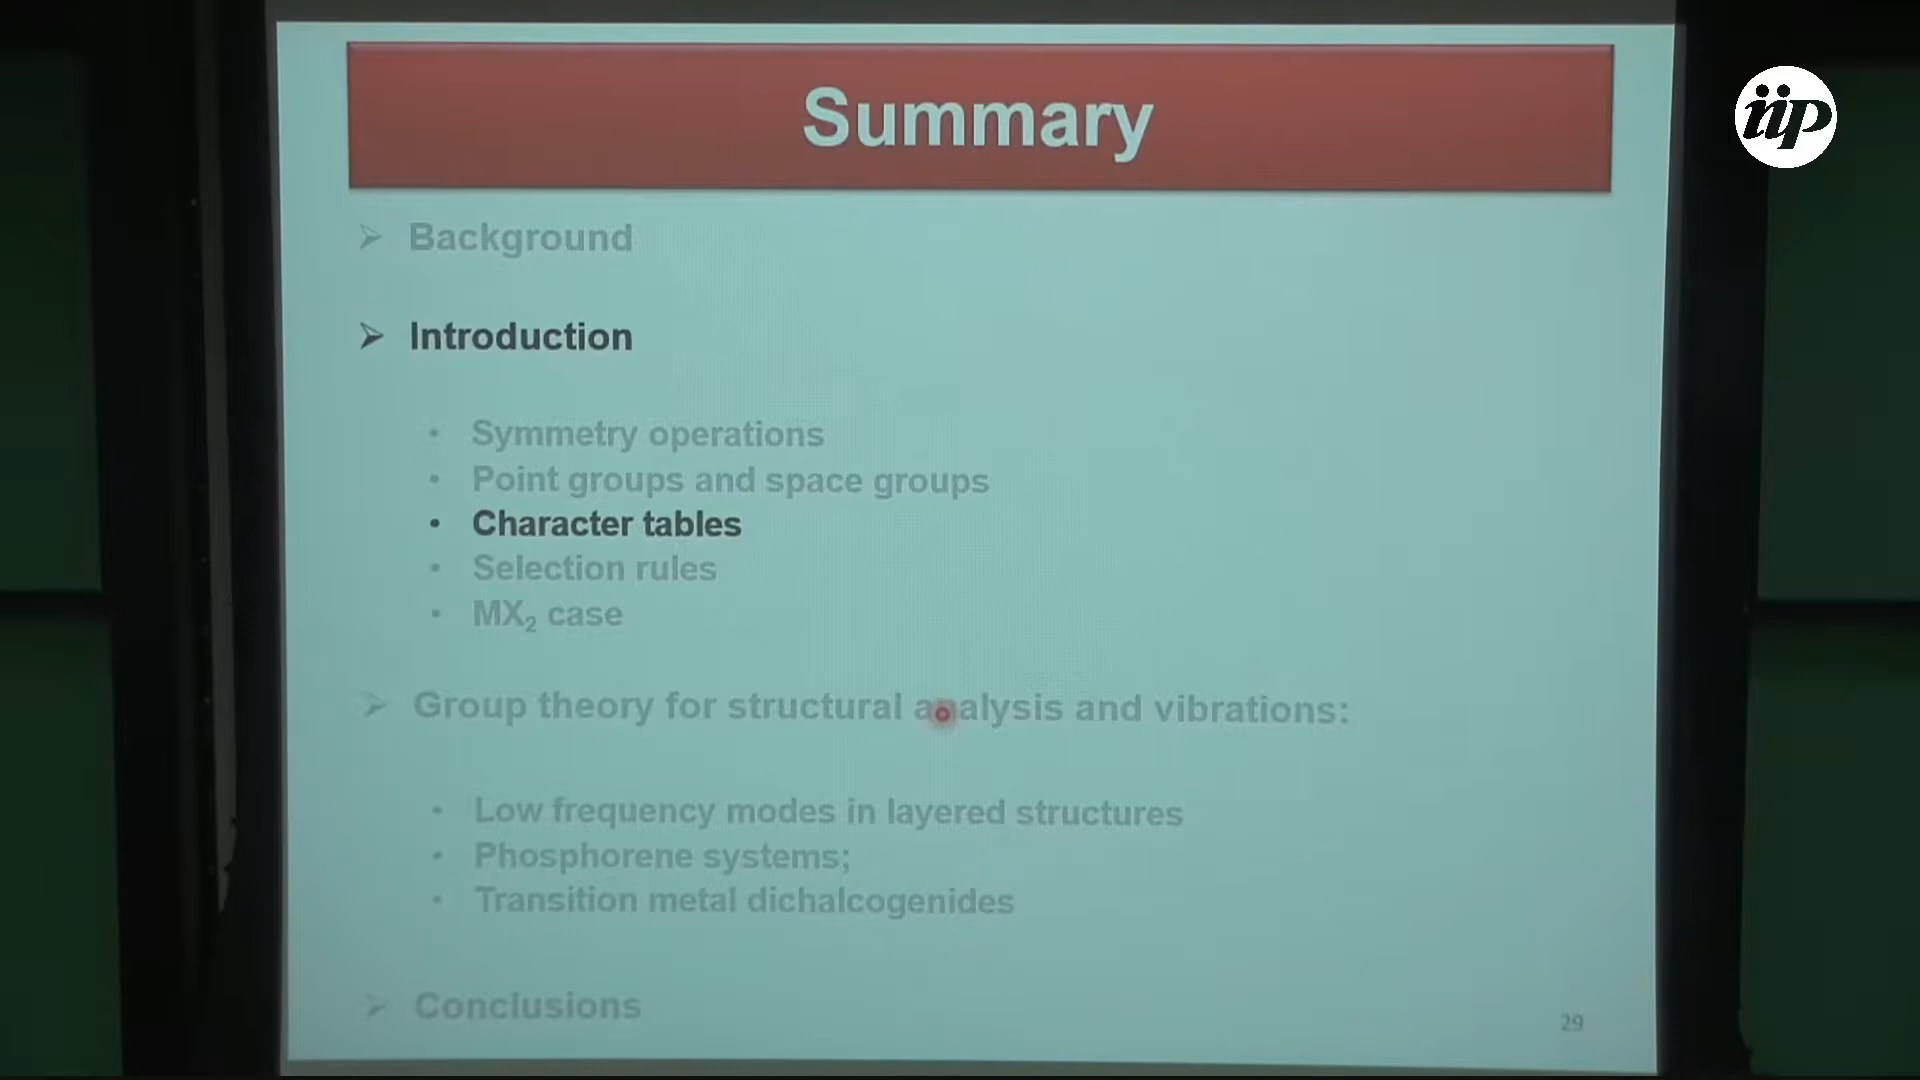 Summary
iip
➢ Background
➢ Introduction
• Symmetry operations
• Point groups and space groups
• Character tables
• Selection rules
• MX₂ case
➢ Group theory for structural analysis and vibrations:
• Low frequency modes in layered structures
• Phosphorene systems;
• Transition metal dichalcogenides
➢ Conclusions
29